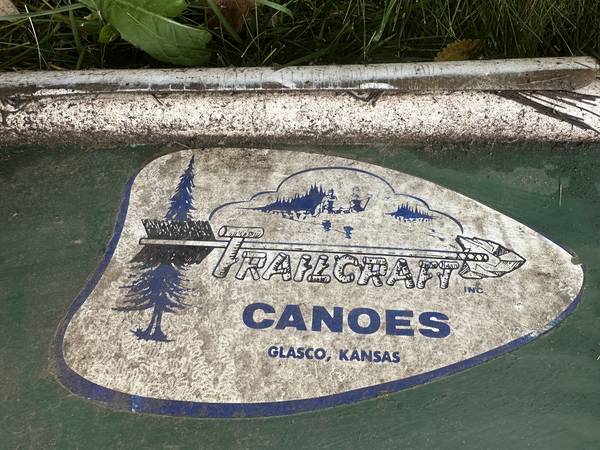 TRAILCRAFT
INC.
CANOES
GLASCO, KANSAS